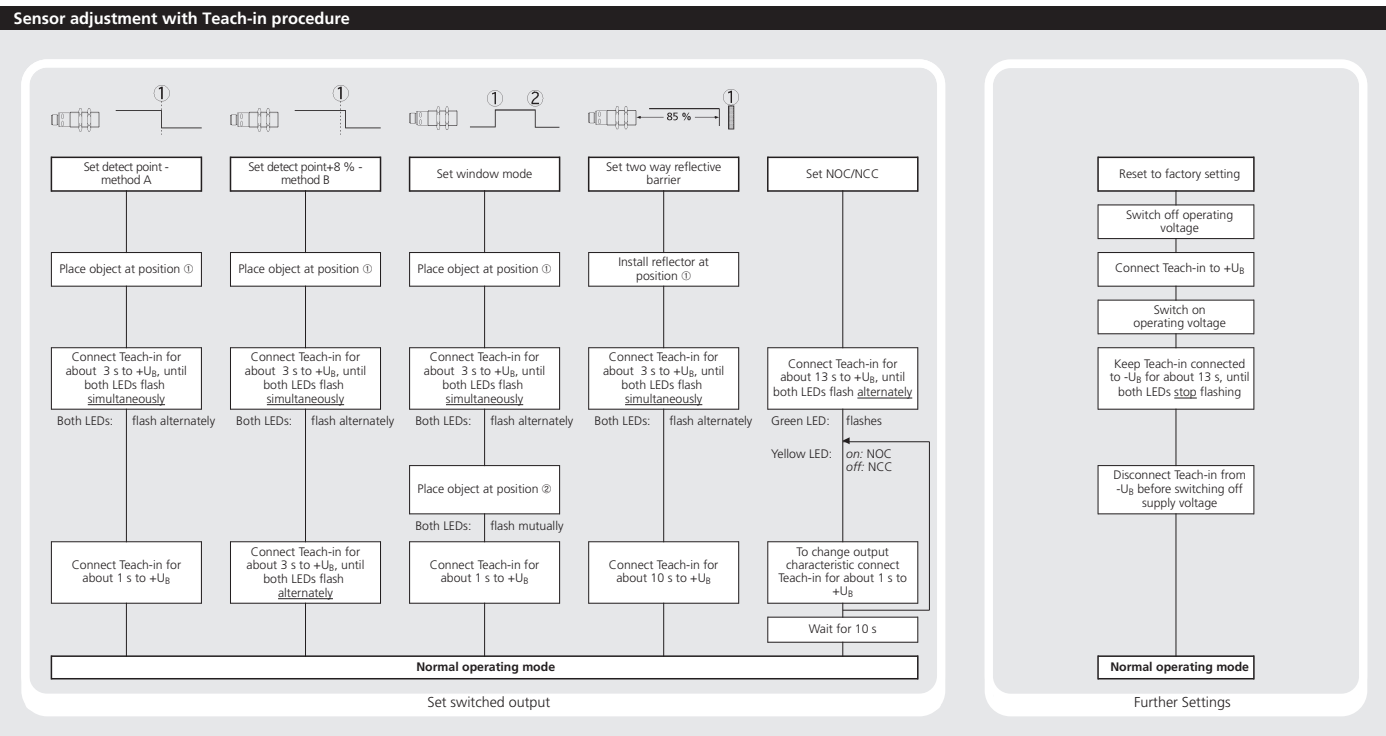 Sensor adjustment with Teach-in procedure
①
Set detect point -
method A
Place object at position ①
Connect Teach-in for
about 3 s to +UB, until
both LEDs flash
simultaneously
Both LEDs: flash alternately
Connect Teach-in for
about 1 s to +UB
①
Set detect point+8 % -
method B
Place object at position ①
Connect Teach-in for
about 3 s to +UB, until
both LEDs flash
simultaneously
Both LEDs: flash alternately
Connect Teach-in for
about 3 s to +UB, until
both LEDs flash
alternately
① ②
Set window mode
Place object at position ①
Connect Teach-in for
about 3 s to +UB, until
both LEDs flash
simultaneously
Both LEDs: flash alternately
Place object at position ②
Both LEDs: flash mutually
Connect Teach-in for
about 1 s to +UB
①
85 %
Set two way reflective
barrier
Install reflector at
position ①
Connect Teach-in for
about 3 s to +UB, until
both LEDs flash
simultaneously
Both LEDs: flash alternately
Connect Teach-in for
about 10 s to +UB
Set NOC/NCC
Connect Teach-in for
about 13 s to +UB, until
both LEDs flash alternately
Green LED: flashes
Yellow LED: on: NOC
off: NCC
To change output
characteristic connect
Teach-in for about 1 s to
+UB
Wait for 10 s
Normal operating mode
Set switched output
Reset to factory setting
Switch off operating
voltage
Connect Teach-in to +UB
Switch on
operating voltage
Keep Teach-in connected
to -UB for about 13 s, until
both LEDs stop flashing
Disconnect Teach-in from
-UB before switching off
supply voltage
Normal operating mode
Further Settings